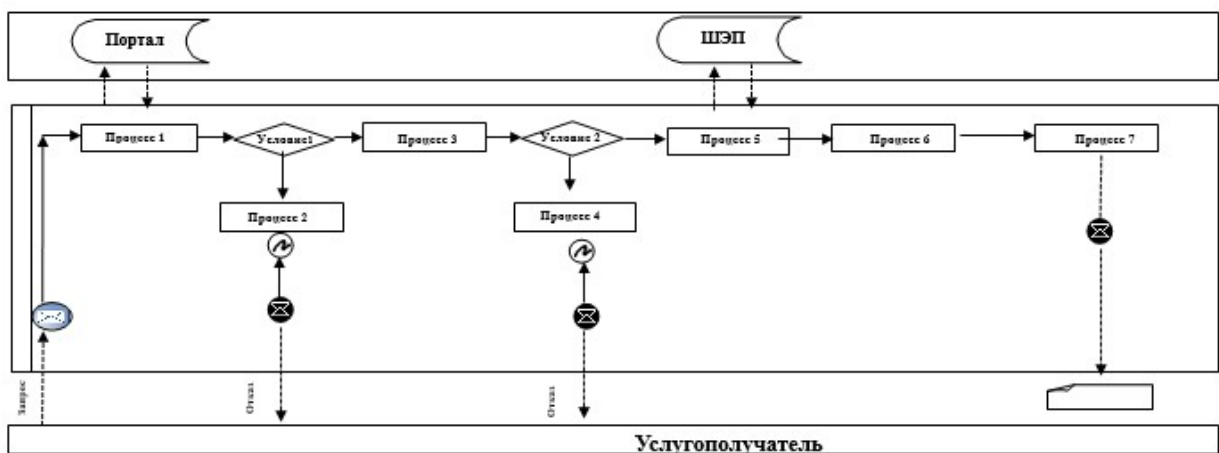 Портал
ШЭП
Процесс 1
Условие1
Процесс 3
Условие 2
Процесс 5
Процесс 6
Процесс 7
Процесс 2
Процесс 4
Запрос
Отказ
Отказ
Услугополучатель